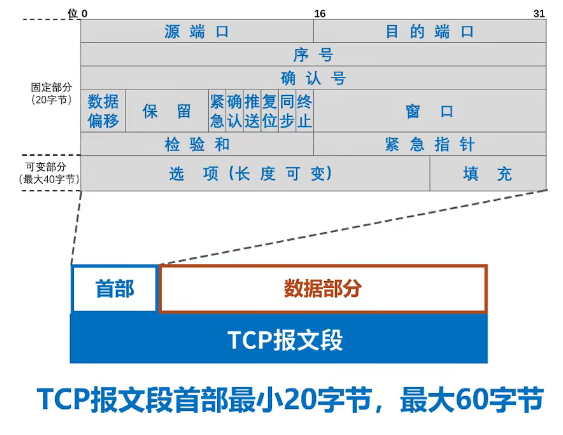 位 0 16 31
源端口 目的端口
序号
固定部分
(20字节)
确认号
数据偏移 保留 紧急 确认 推送 复位 同步 终止 窗口
检验和 紧急指针
可变部分
(最大40字节)
选项(长度可变) 填充
首部 数据部分
TCP报文段
TCP报文段首部最小20字节，最大60字节